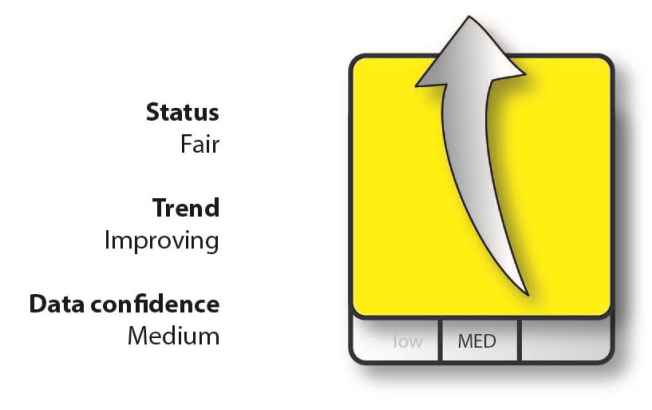 Status
Fair
Trend
Improving
Data confidence
Medium
low
MED